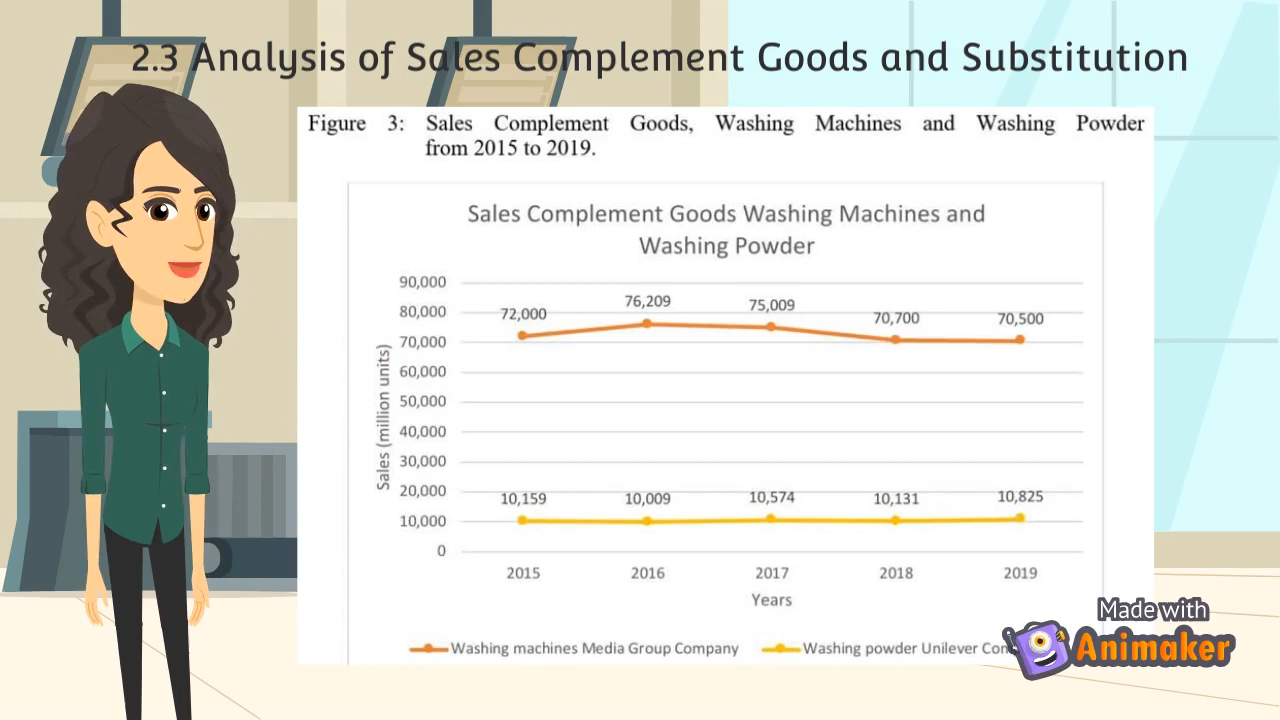 2.3 Analysis of Sales Complement Goods and Substitution
Figure 3: Sales Complement Goods, Washing Machines and Washing Powder
from 2015 to 2019.
Sales Complement Goods Washing Machines and
Washing Powder
Sales (million units)
90,000
80,000
70,000
60,000
50,000
40,000
30,000
20,000
10,000
0
72,000 76,209 75,009 70,700 70,500
10,159 10,009 10,574 10,131 10,825
2015 2016 2017 2018 2019
Years
Washing machines Media Group Company Washing powder Unilever
Made with
Animaker